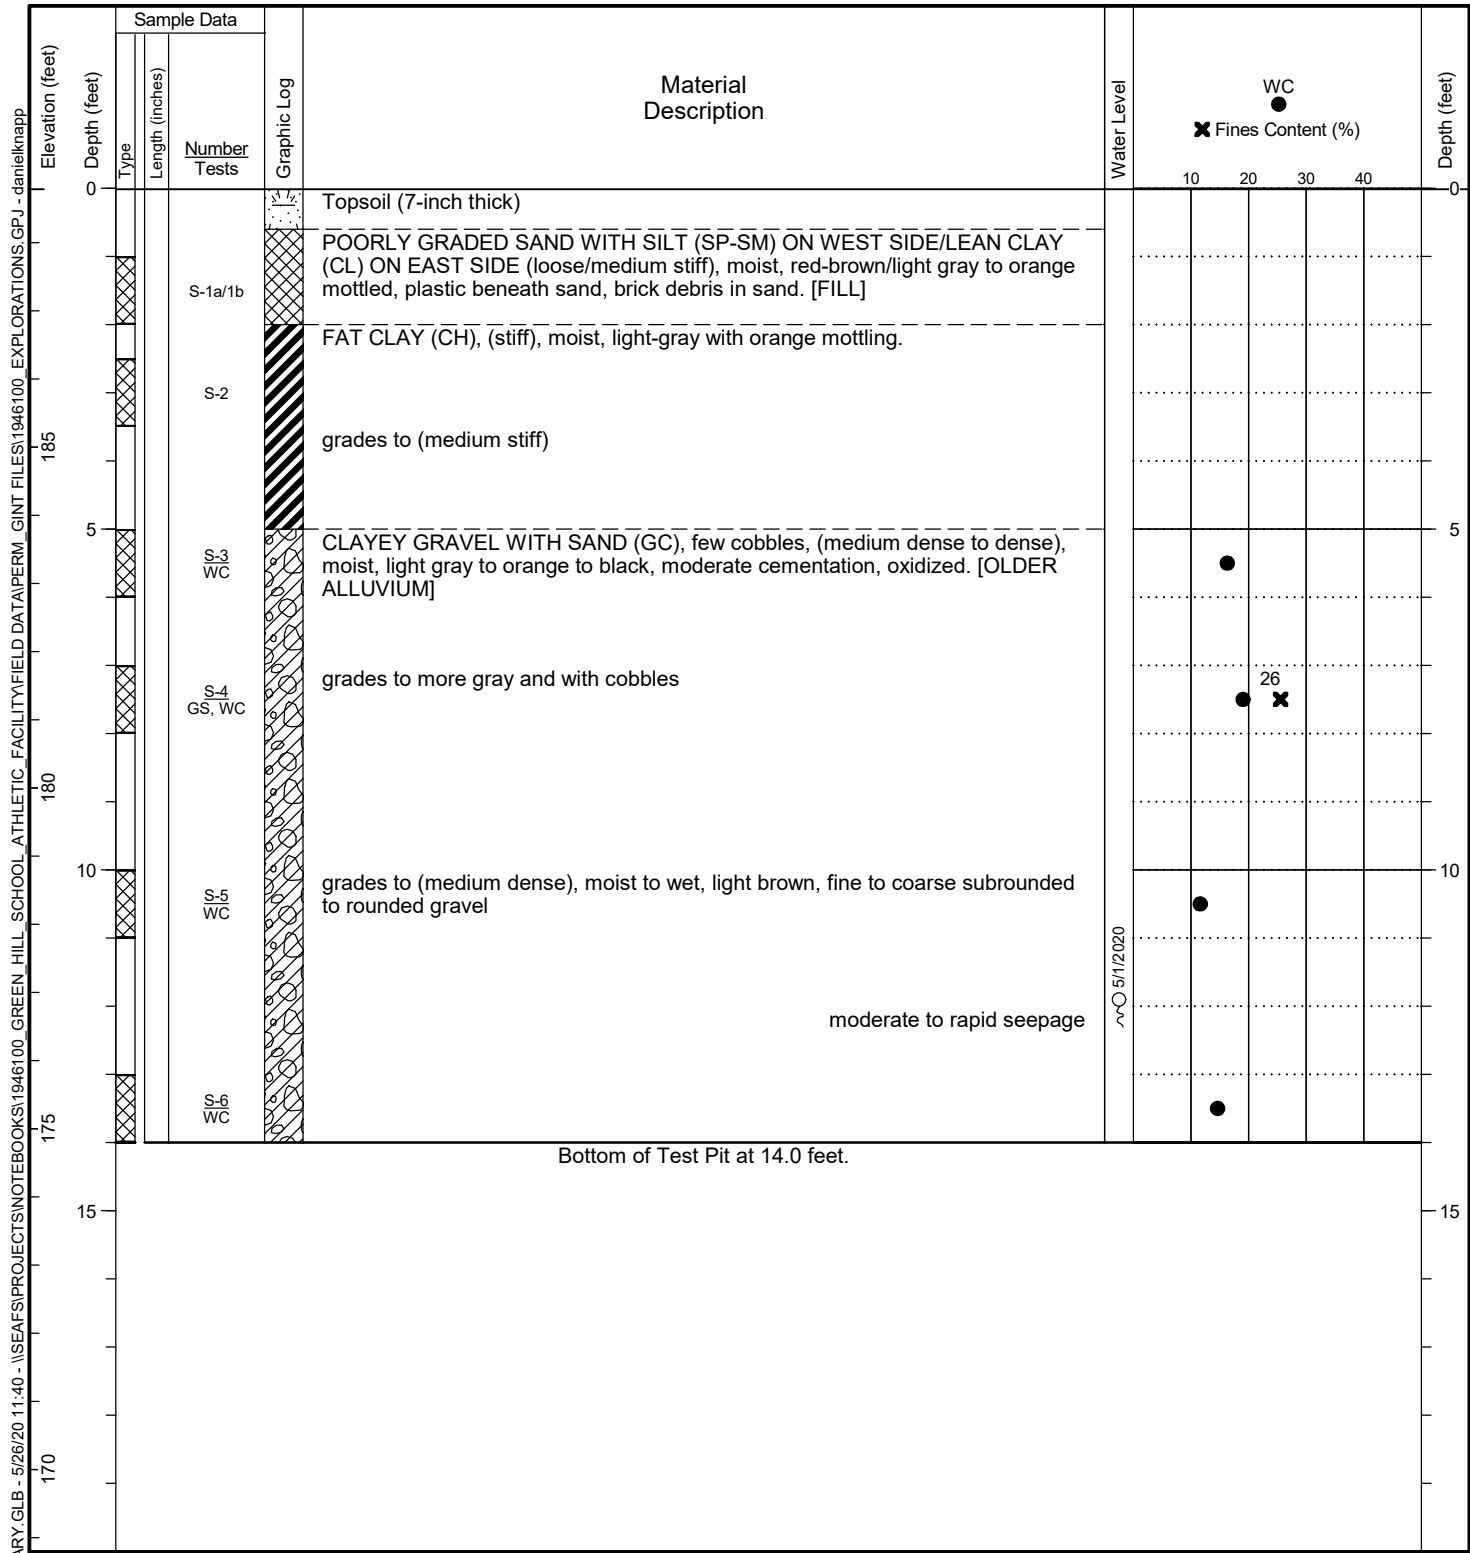 Sample Data
Elevation (feet)
Depth (feet)
Type
Length (inches)
Number
Tests
Graphic Log
Material
Description
Water Level
WC
Fines Content (%)
Depth (feet)
10 20 30 40
0
0
Topsoil (7-inch thick)
POORLY GRADED SAND WITH SILT (SP-SM) ON WEST SIDE/LEAN CLAY
(CL) ON EAST SIDE (loose/medium stiff), moist, red-brown/light gray to orange
mottled, plastic beneath sand, brick debris in sand. [FILL]
S-1a/1b
FAT CLAY (CH), (stiff), moist, light-gray with orange mottling.
S-2
grades to (medium stiff)
185
5
5
CLAYEY GRAVEL WITH SAND (GC), few cobbles, (medium dense to dense),
moist, light gray to orange to black, moderate cementation, oxidized. [OLDER
ALLUVIUM]
S-3
WC
grades to more gray and with cobbles
S-4
GS, WC
26
180
10
10
grades to (medium dense), moist to wet, light brown, fine to coarse subrounded
to rounded gravel
S-5
WC
5/1/2020
moderate to rapid seepage
S-6
WC
175
Bottom of Test Pit at 14.0 feet.
15
15
170
ARY.GLB - 5/26/20 11:40 - \\SEAFS\PROJECTS\NOTEBOOKS\1946100_GREEN_HILL_SCHOOL_ATHLETIC_FACILITY\FIELD DATA\PERM_GINT FILES\1946100_EXPLORATIONS.GPJ - danielknapp